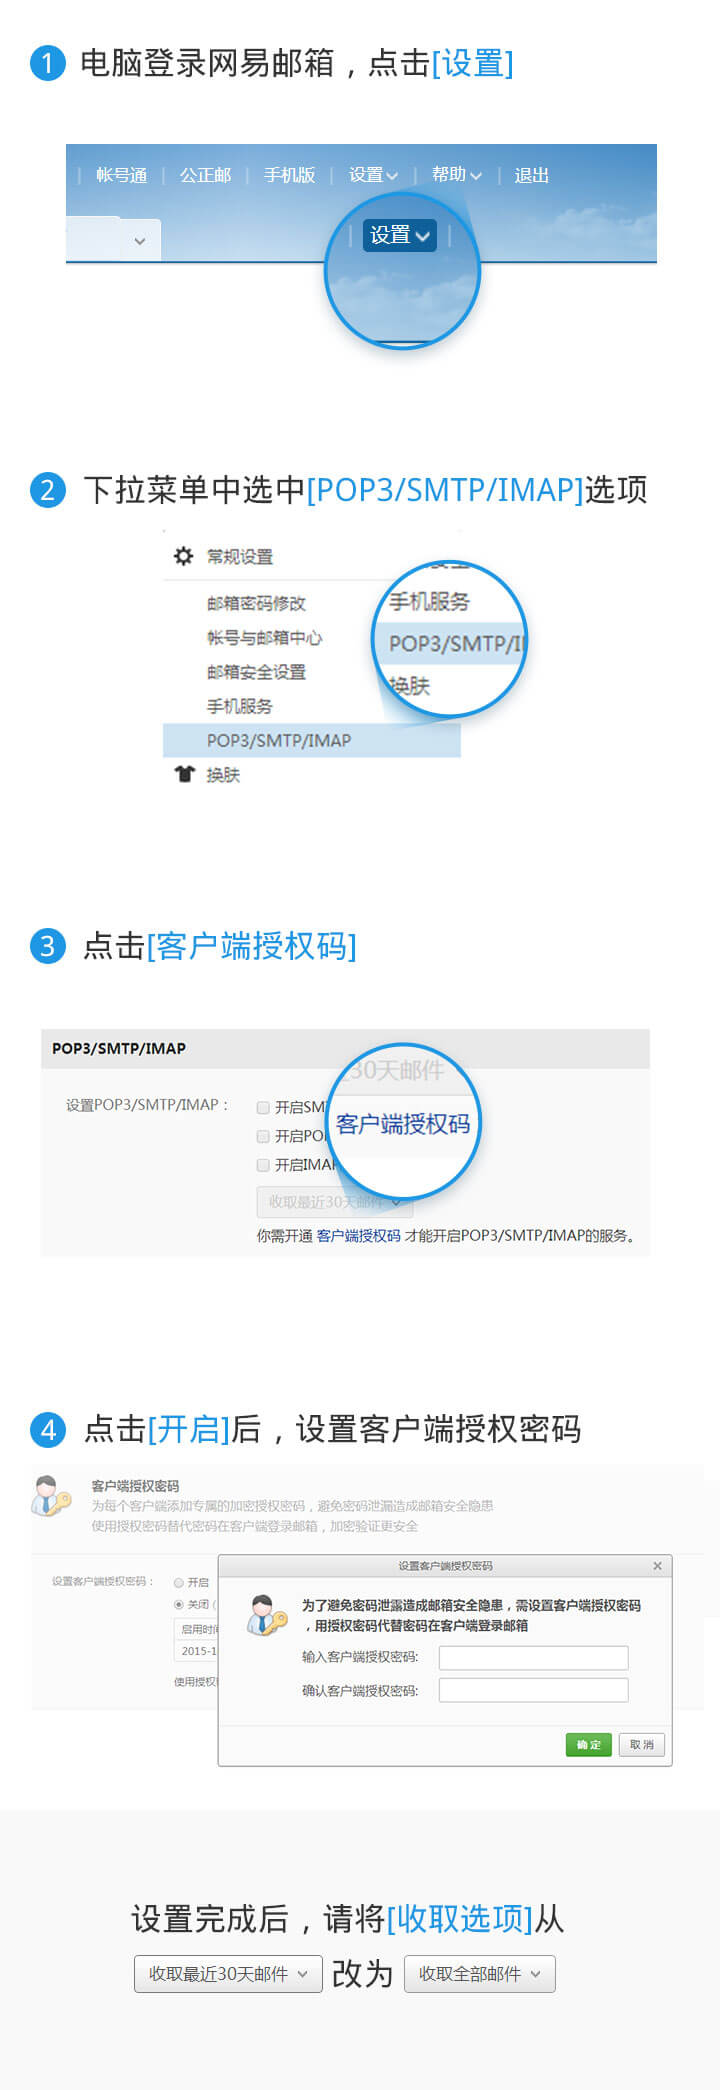 1 电脑登录网易邮箱，点击[设置]
| 帐号通 | 公正邮 | 手机版 | 设置 | 帮助 | 退出
设置
2 下拉菜单中选中[POP3/SMTP/IMAP]选项
常规设置
邮箱密码修改
帐号与邮箱中心
邮箱安全设置
手机服务
POP3/SMTP/IMAP
换肤
手机服务
POP3/SMTP/I
换肤
3 点击[客户端授权码]
POP3/SMTP/IMAP
设置POP3/SMTP/IMAP：
开启SM
开启PO
开启IMA
收取最近30天邮件
30天邮件
客户端授权码
你需开通 客户端授权码 才能开启POP3/SMTP/IMAP的服务。
4 点击[开启]后，设置客户端授权密码
客户端授权密码
为每个客户端添加专属的加密授权密码，避免密码泄漏造成邮箱安全隐患
使用授权密码替代密码在客户端登录邮箱，加密验证更安全
设置客户端授权密码：
开启
关闭（
启用时间
2015-1
使用授权
设置客户端授权密码
为了避免密码泄露造成邮箱安全隐患，需设置客户端授权密码
，用授权密码代替密码在客户端登录邮箱
输入客户端授权密码:
确认客户端授权密码:
确 定 取 消
设置完成后，请将[收取选项]从
收取最近30天邮件 改为 收取全部邮件